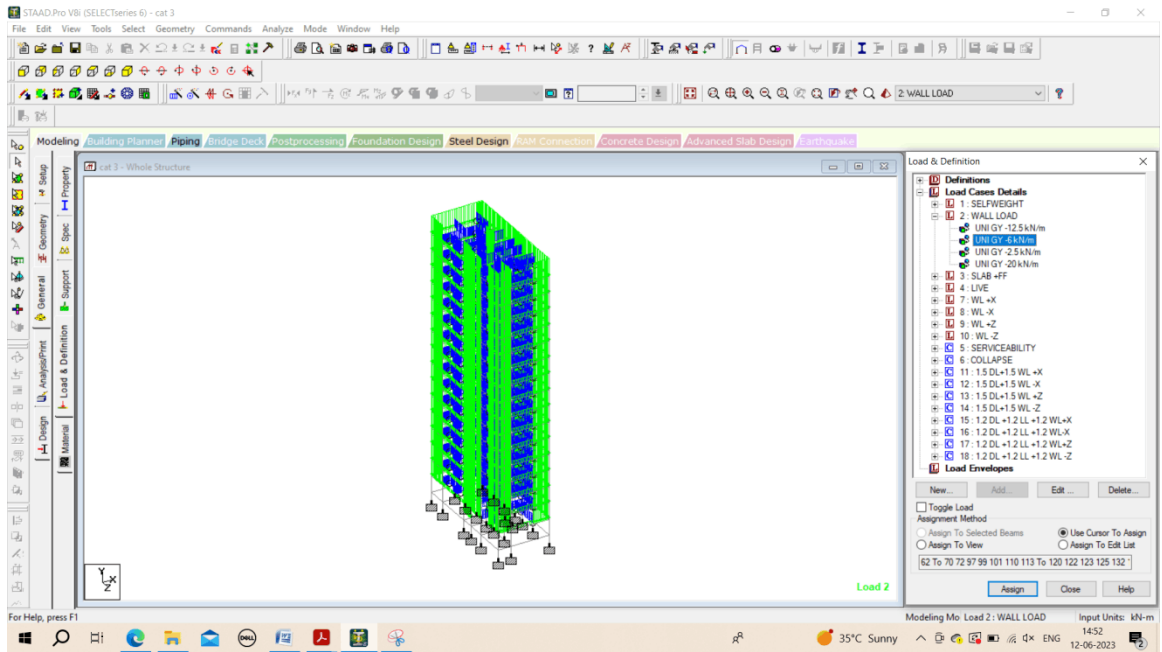 STAAD.Pro V8i (SELECTseries 6) - cat 3
File Edit View Tools Select Geometry Commands Analyze Mode Window Help
2: WALL LOAD
Modeling Building Planner Piping Bridge Deck Postprocessing Foundation Design Steel Design RAM Connection Concrete Design Advanced Slab Design Earthquake
Setup
Geometry
General
Analysis/Print
Design
Property
Spec
Support
Load & Definition
Material
cat 3 - Whole Structure
Y
X
Z
Load 2
Load & Definition
Definitions
Load Cases Details
1 : SELFWEIGHT
2 : WALL LOAD
UNI GY -12.5 kN/m
UNI GY -6 kN/m
UNI GY -2.5 kN/m
UNI GY -20 kN/m
3 : SLAB +FF
4 : LIVE
7 : WL +X
8 : WL -X
9 : WL +Z
10 : WL -Z
5 : SERVICEABILITY
6 : COLLAPSE
11 : 1.5 DL+1.5 WL +X
12 : 1.5 DL+1.5 WL -X
13 : 1.5 DL+1.5 WL +Z
14 : 1.5 DL+1.5 WL -Z
15 : 1.2 DL +1.2 LL +1.2 WL+X
16 : 1.2 DL +1.2 LL +1.2 WL-X
17 : 1.2 DL +1.2 LL +1.2 WL+Z
18 : 1.2 DL +1.2 LL +1.2 WL -Z
Load Envelopes
New... Add... Edit ... Delete...
Toggle Load
Assignment Method
Assign To Selected Beams Use Cursor To Assign
Assign To View Assign To Edit List
62 To 70 72 97 99 101 110 113 To 120 122 123 125 132
Assign Close Help
For Help, press F1
Modeling Mo Load 2 : WALL LOAD Input Units: kN-m
DELL
35°C Sunny
ENG
14:52
12-06-2023
2